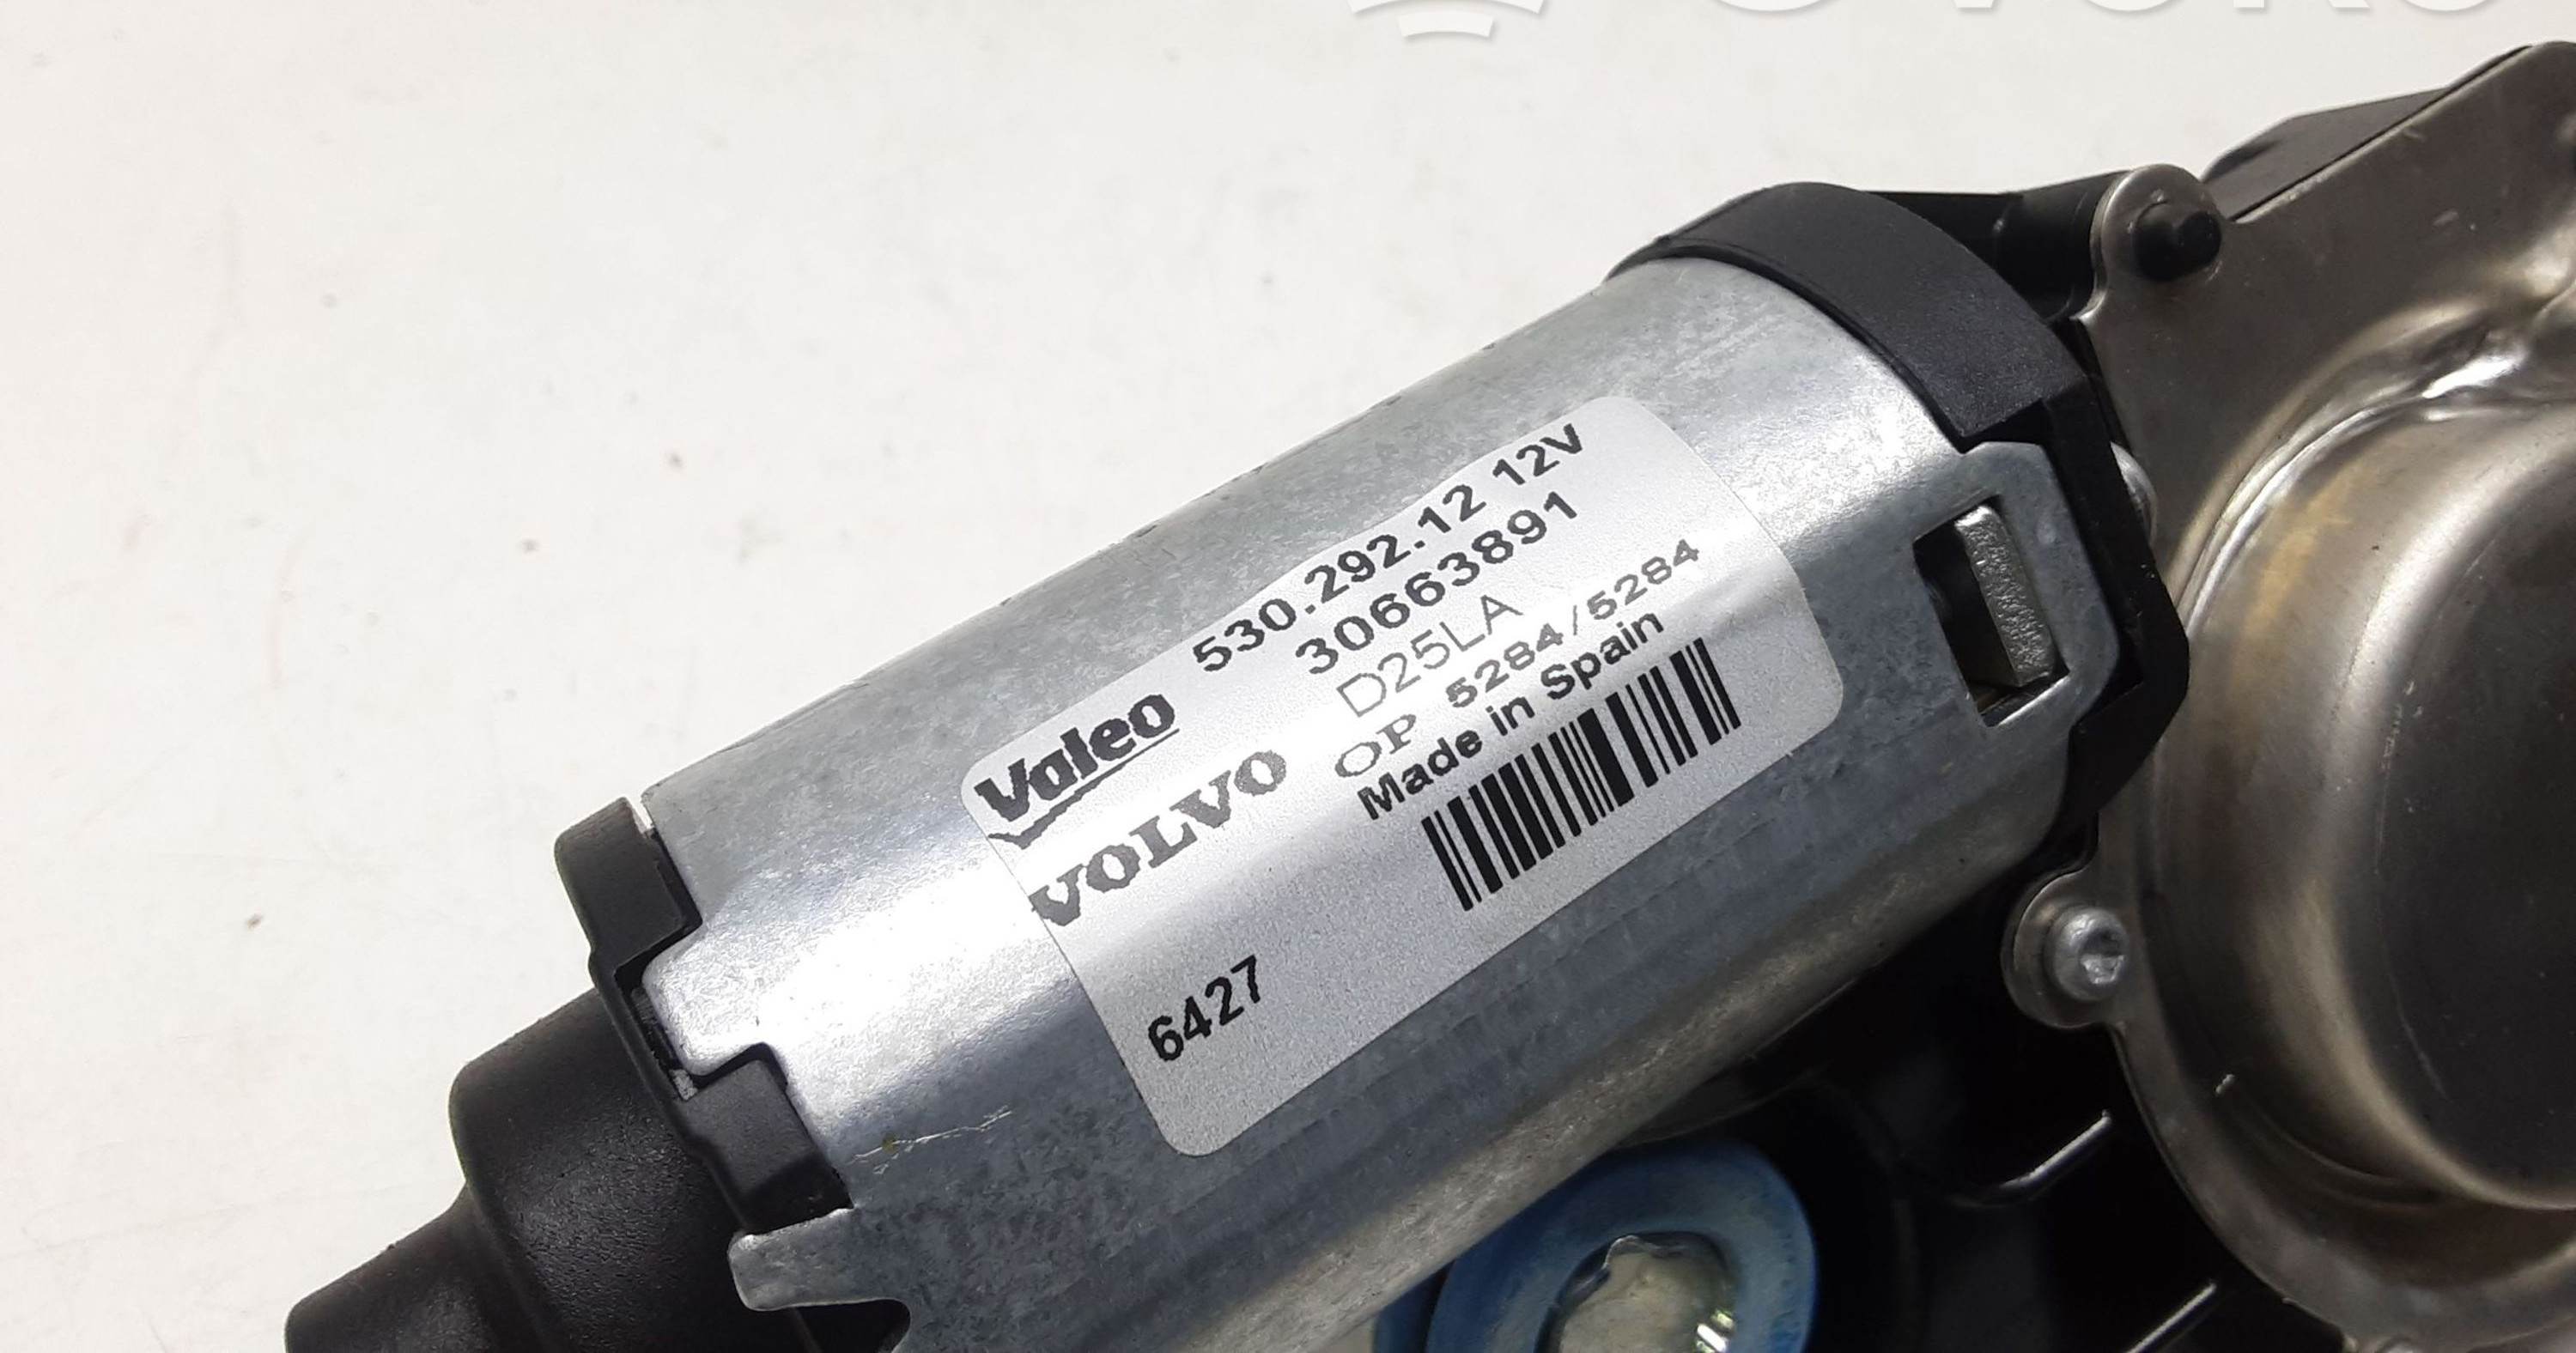 Valeo 530.292.12 12V
VOLVO 30663891
D25LA
OP 5284/5284
Made in Spain
6427